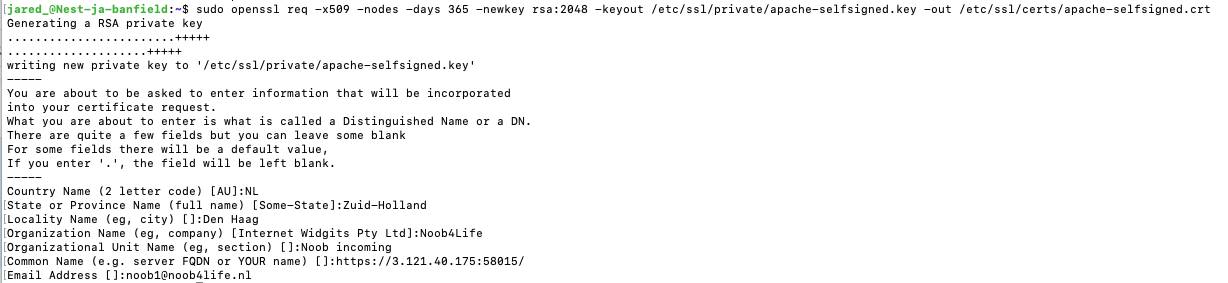 [jared_@Nest-ja-banfield:~$ sudo openssl req -x509 -nodes -days 365 -newkey rsa:2048 -keyout /etc/ssl/private/apache-selfsigned.key -out /etc/ssl/certs/apache-selfsigned.crt
Generating a RSA private key
........................+++++
....................+++++
writing new private key to '/etc/ssl/private/apache-selfsigned.key'
-----
You are about to be asked to enter information that will be incorporated
into your certificate request.
What you are about to enter is what is called a Distinguished Name or a DN.
There are quite a few fields but you can leave some blank
For some fields there will be a default value,
If you enter '.', the field will be left blank.
-----
Country Name (2 letter code) [AU]:NL
[State or Province Name (full name) [Some-State]:Zuid-Holland
[Locality Name (eg, city) []:Den Haag
[Organization Name (eg, company) [Internet Widgits Pty Ltd]:Noob4Life
[Organizational Unit Name (eg, section) []:Noob incoming
[Common Name (e.g. server FQDN or YOUR name) []:https://3.121.40.175:58015/
[Email Address []:noob1@noob4life.nl